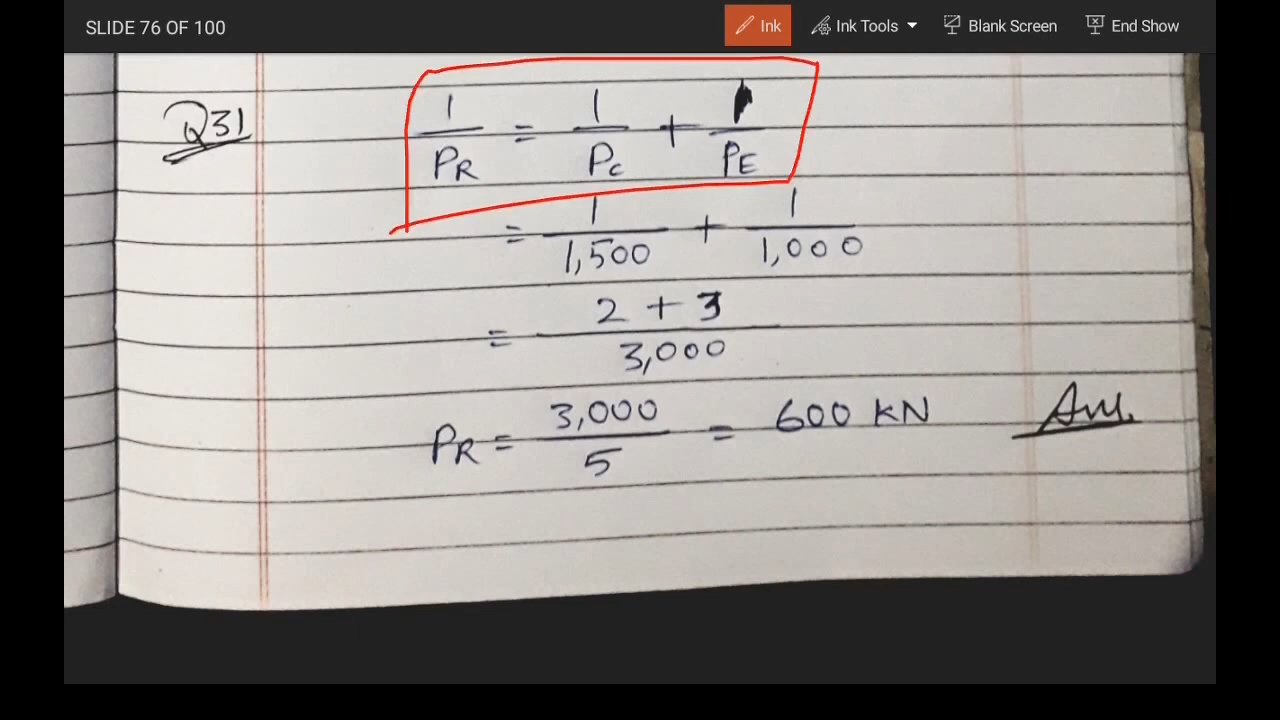 SLIDE 76 OF 100 Ink Ink Tools Blank Screen End Show
Q31 1/PR = 1/Pc + 1/PE
= 1/1,500 + 1/1,000
= 2 + 3/3,000
PR = 3,000/5 = 600 KN Ans.